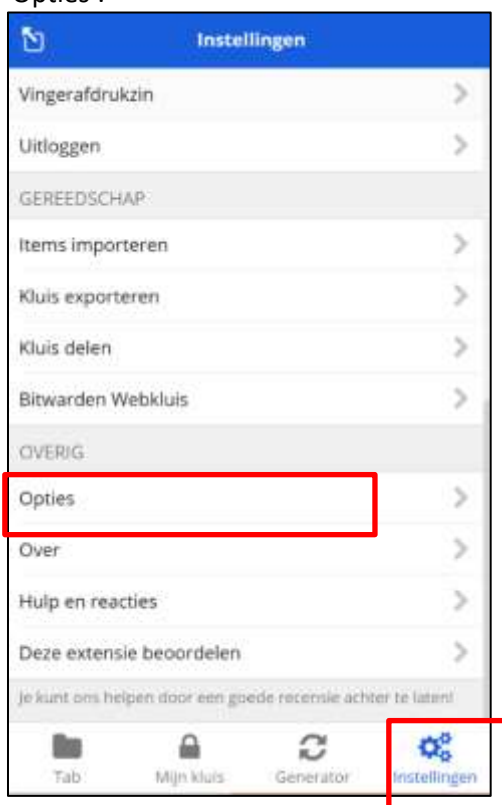 Opties .
Instellingen
Vingerafdrukzin
Uitloggen
GEREEDSCHAP
Items importeren
Kluis exporteren
Kluis delen
Bitwarden Webkluis
OVERIG
Opties
Over
Hulp en reacties
Deze extensie beoordelen
Je kunt ons helpen door een goede recensie achter te laten!
Tab
Mijn kluis
Generator
Instellingen